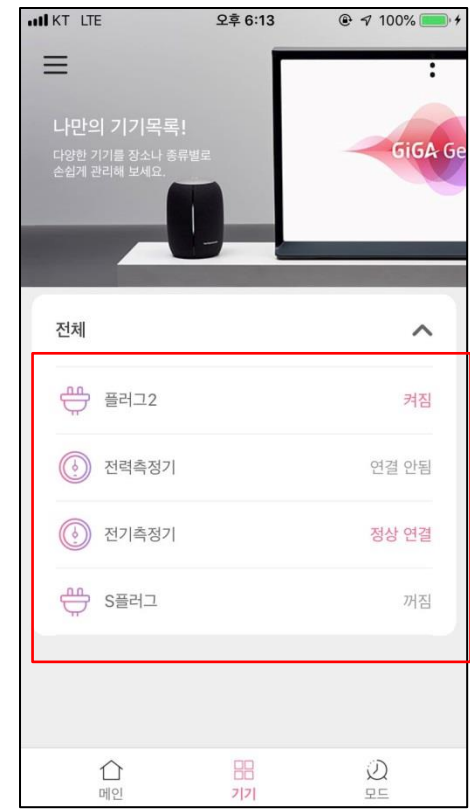 KT LTE 오후 6:13 100%
나만의 기기목록!
다양한 기기를 장소나 종류별로
손쉽게 관리해 보세요.
GiGA Ge
전체
플러그2 켜짐
전력측정기 연결 안됨
전기측정기 정상 연결
S플러그 꺼짐
메인 기기 모드